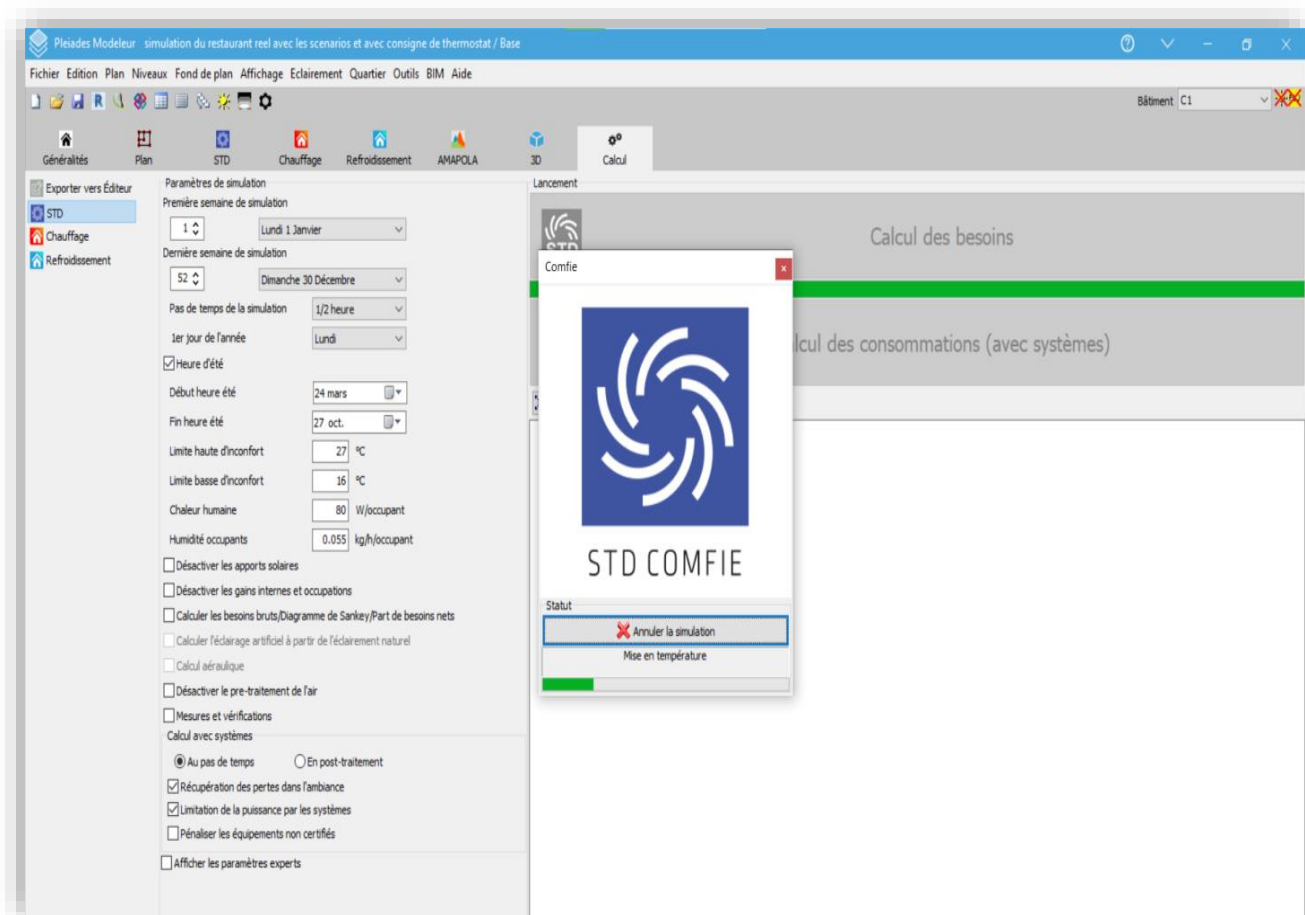 Pleiades Modeleur simulation du restaurant reel avec les scenarios et avec consigne de thermostat / Base
Fichier Edition Plan Niveaux Fond de plan Affichage Eclairement Quartier Outils BIM Aide
R
Bâtiment C1
Généralités Plan STD Chauffage Refroidissement AMAPOLA 3D Calcul
Exporter vers Éditeur
STD
Chauffage
Refroidissement
Paramètres de simulation
Première semaine de simulation
1 Lundi 1 Janvier
Dernière semaine de simulation
52 Dimanche 30 Décembre
Pas de temps de la simulation 1/2 heure
1er jour de l'année Lundi
Heure d'été
Début heure été 24 mars
Fin heure été 27 oct.
Limite haute d'inconfort 27 °C
Limite basse d'inconfort 16 °C
Chaleur humaine 80 W/occupant
Humidité occupants 0.055 kg/h/occupant
Désactiver les apports solaires
Désactiver les gains internes et occupations
Calculer les besoins bruts/Diagramme de Sankey/Part de besoins nets
Calculer l'éclairage artificiel à partir de l'éclairement naturel
Calcul aéraulique
Désactiver le pre-traitement de l'air
Mesures et vérifications
Calcul avec systèmes
Au pas de temps En post-traitement
Récupération des pertes dans l'ambiance
Limitation de la puissance par les systèmes
Pénaliser les équipements non certifiés
Afficher les paramètres experts
Lancement
STD
Calcul des besoins
lcul des consommations (avec systèmes)
Comfie
STD COMFIE
Statut
Annuler la simulation
Mise en température